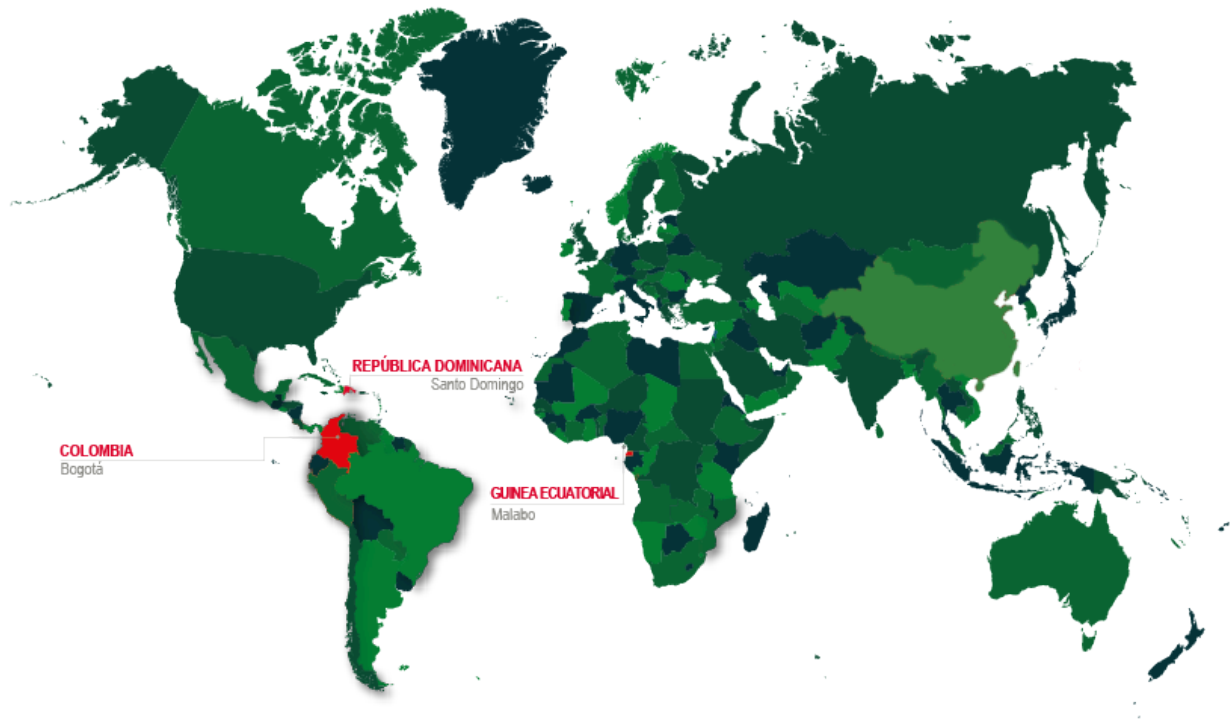 REPÚBLICA DOMINICANA
Santo Domingo
COLOMBIA
Bogotá
GUINEA ECUATORIAL
Malabo